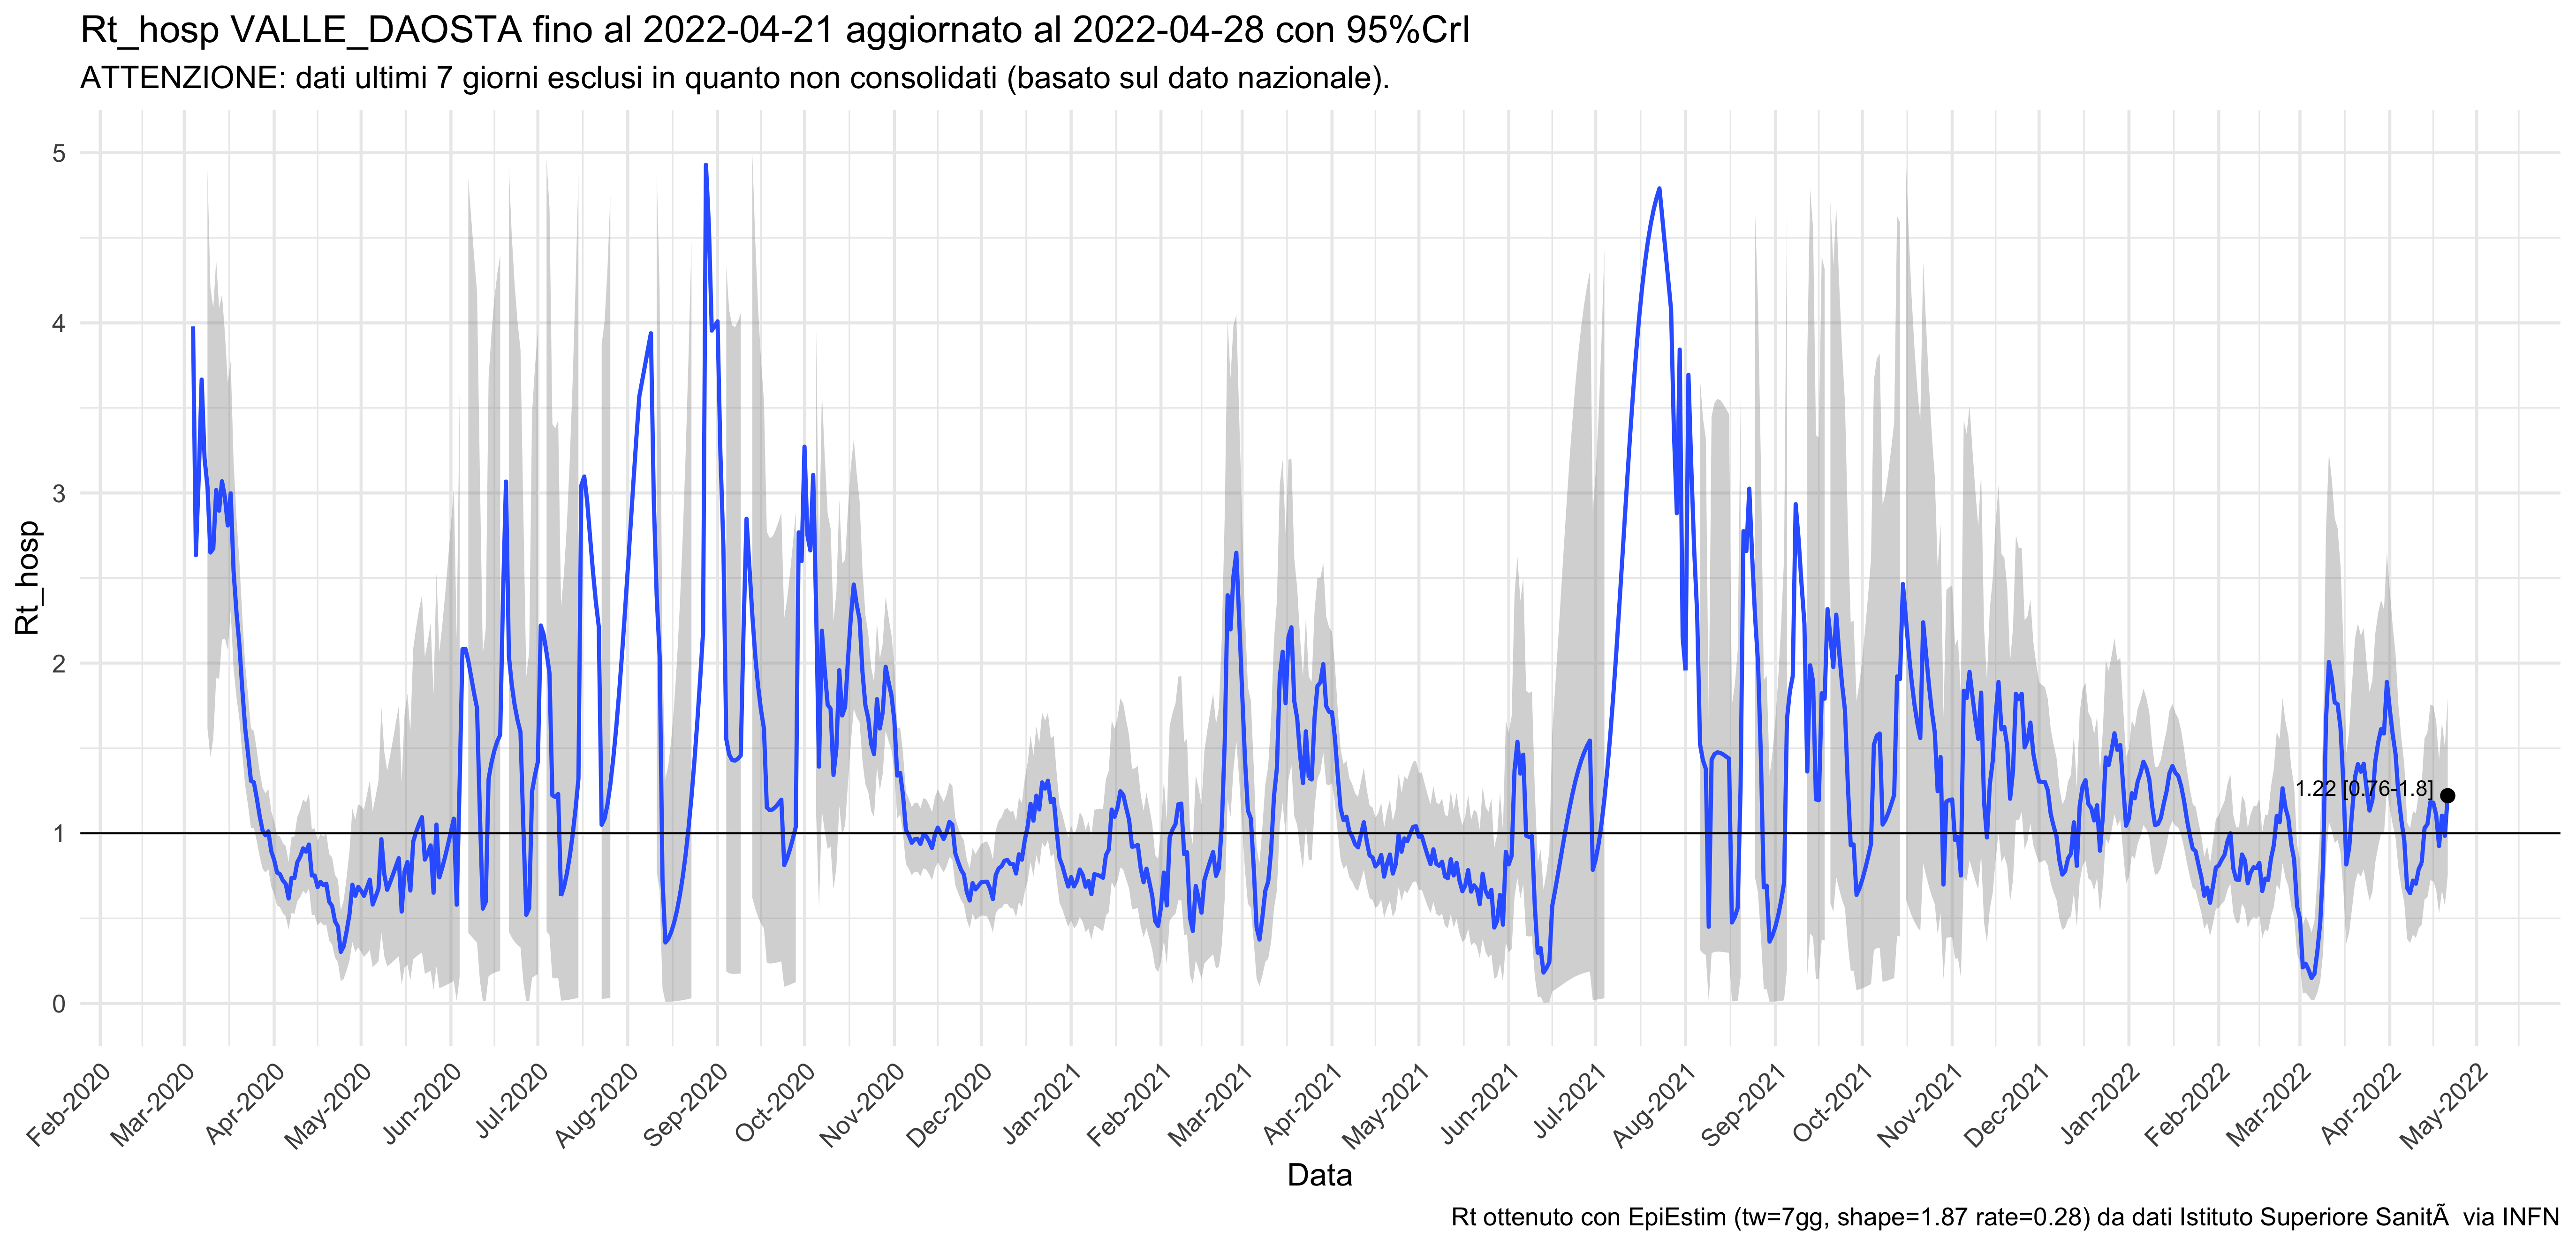 Rt_hosp VALLE_DAOSTA fino al 2022-04-21 aggiornato al 2022-04-28 con 95%CrI
ATTENZIONE: dati ultimi 7 giorni esclusi in quanto non consolidati (basato sul dato nazionale).
5
4
3
2
1
0
Rt_hosp
1.22 [0.76-1.8]
Feb-2020
Mar-2020
Apr-2020
May-2020
Jun-2020
Jul-2020
Aug-2020
Sep-2020
Oct-2020
Nov-2020
Dec-2020
Jan-2021
Feb-2021
Mar-2021
Apr-2021
May-2021
Jun-2021
Jul-2021
Aug-2021
Sep-2021
Oct-2021
Nov-2021
Dec-2021
Jan-2022
Feb-2022
Mar-2022
Apr-2022
May-2022
Data
Rt ottenuto con EpiEstim (tw=7gg, shape=1.87 rate=0.28) da dati Istituto Superiore SanitÃ  via INFN